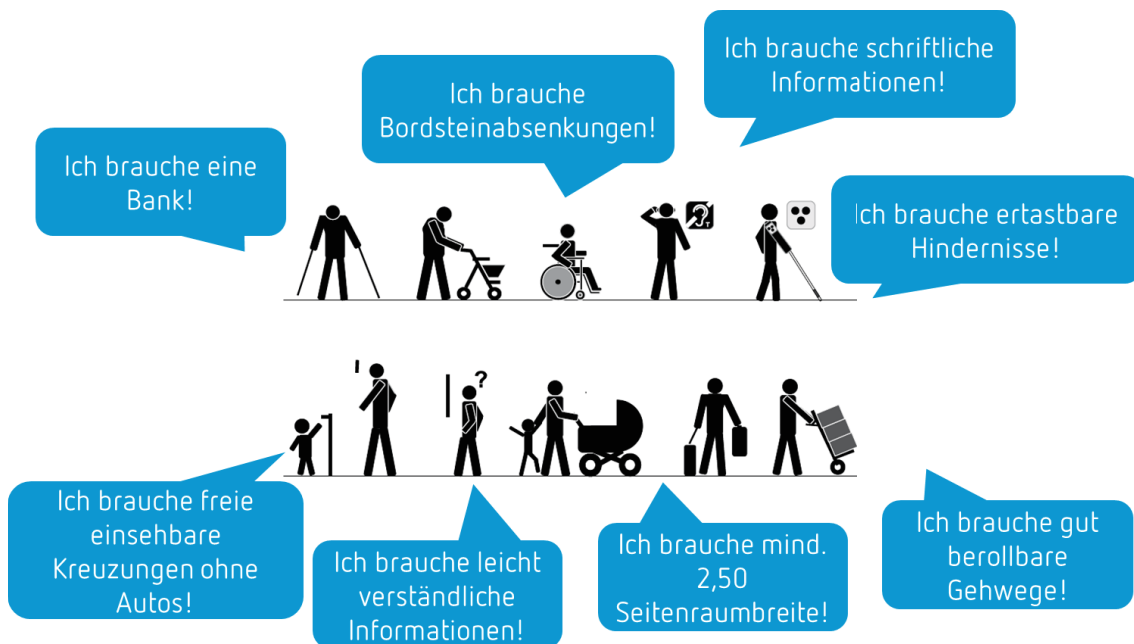 Ich brauche schriftliche
Informationen!
Ich brauche
Bordsteinabsenkungen!
Ich brauche eine
Bank!
Ich brauche ertastbare
Hindernisse!
T
?
Ich brauche freie
einsehbare
Kreuzungen ohne
Autos!
Ich brauche leicht
verständliche
Informationen!
Ich brauche mind.
2,50
Seitenraumbreite!
Ich brauche gut
berollbare
Gehwege!